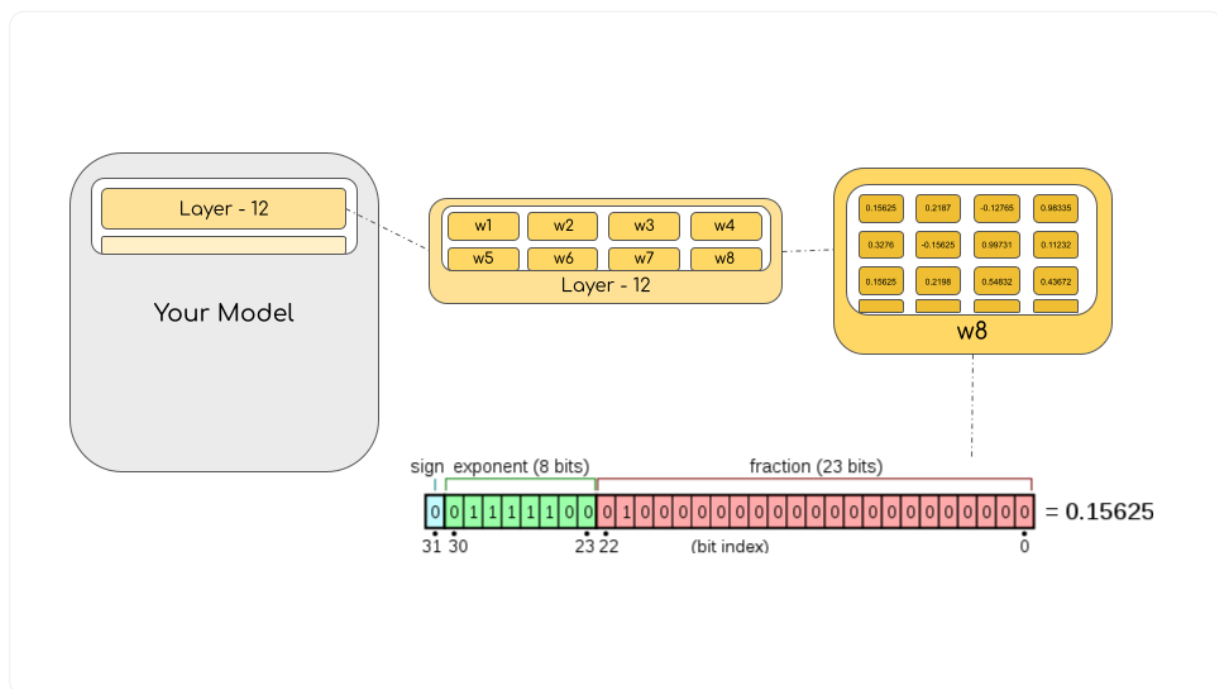 Layer - 12
Your Model
w1 w2 w3 w4
w5 w6 w7 w8
Layer - 12
0.15625 0.2187 -0.12765 0.98335
0.3276 -0.15625 0.99731 0.11232
0.15625 0.2198 0.54832 0.43672
w8
sign exponent (8 bits) fraction (23 bits)
0 0 1 1 1 1 1 0 0 0 1 0 0 0 0 0 0 0 0 0 0 0 0 0 0 0 0 0 0 0 0 0 = 0.15625
31 30 23 22 (bit index) 0